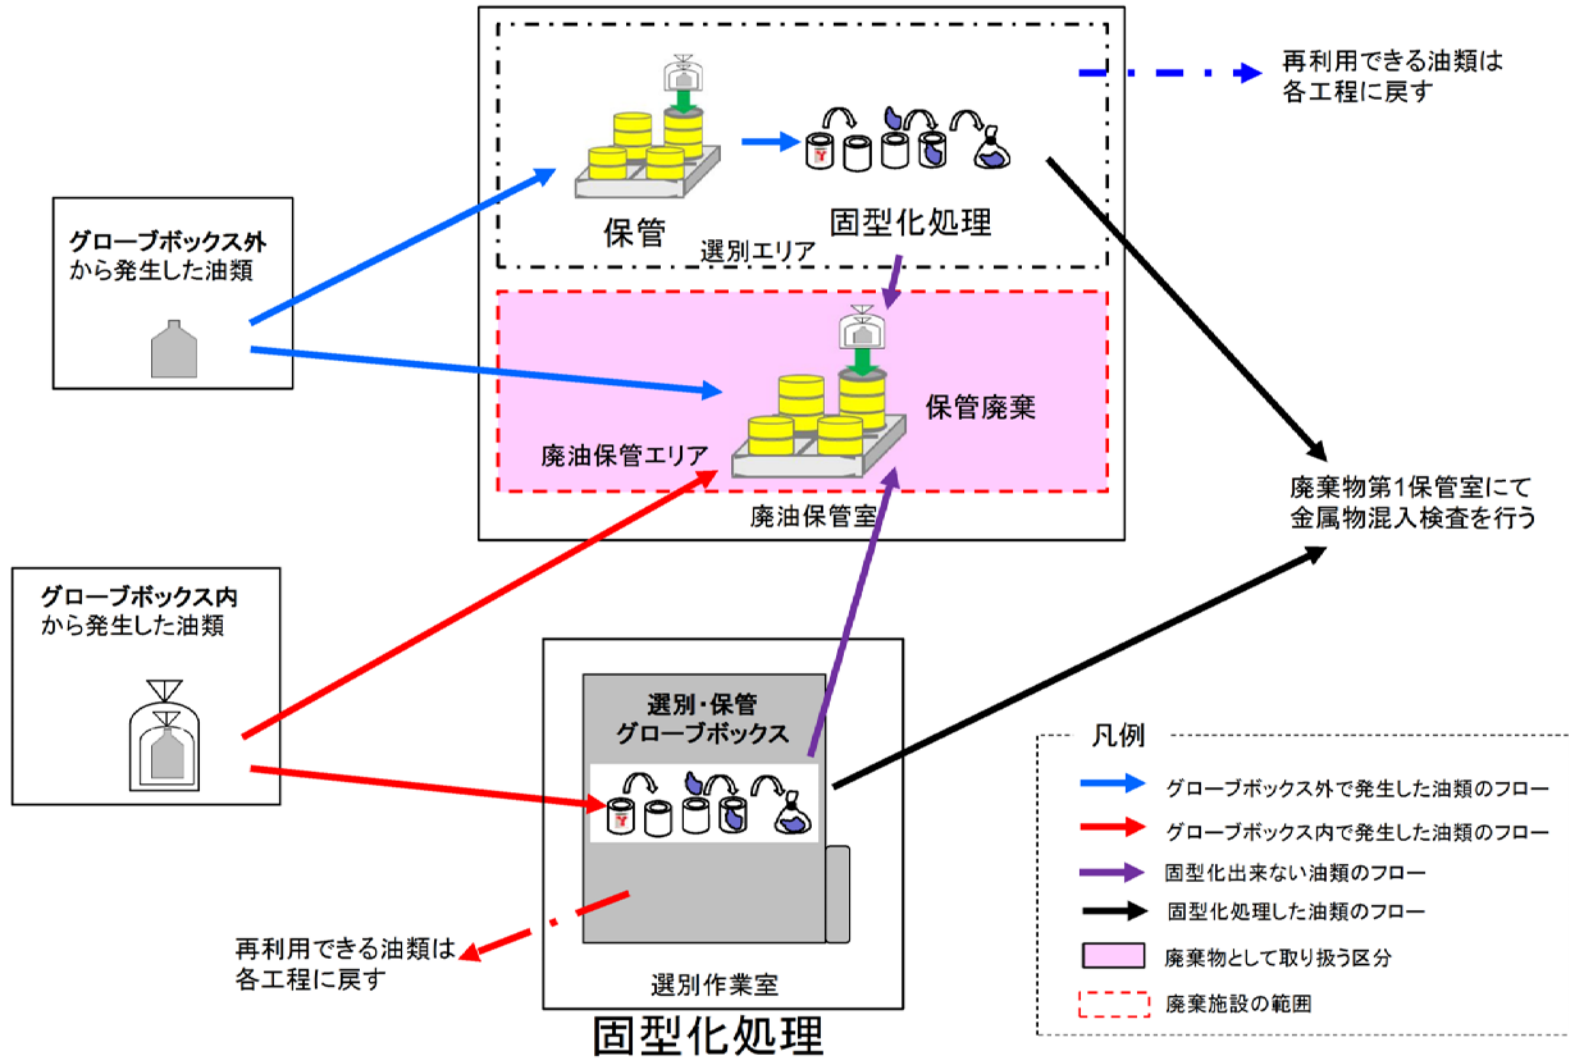 再利用できる油類は
各工程に戻す
保管
固型化処理
選別エリア
グローブボックス外
から発生した油類
保管廃棄
廃油保管エリア
廃油保管室
廃棄物第1保管室にて
金属物混入検査を行う
グローブボックス内
から発生した油類
選別・保管
グローブボックス
再利用できる油類は
各工程に戻す
選別作業室
固型化処理
凡例
グローブボックス外で発生した油類のフロー
グローブボックス内で発生した油類のフロー
固型化出来ない油類のフロー
固型化処理した油類のフロー
廃棄物として取り扱う区分
廃棄施設の範囲